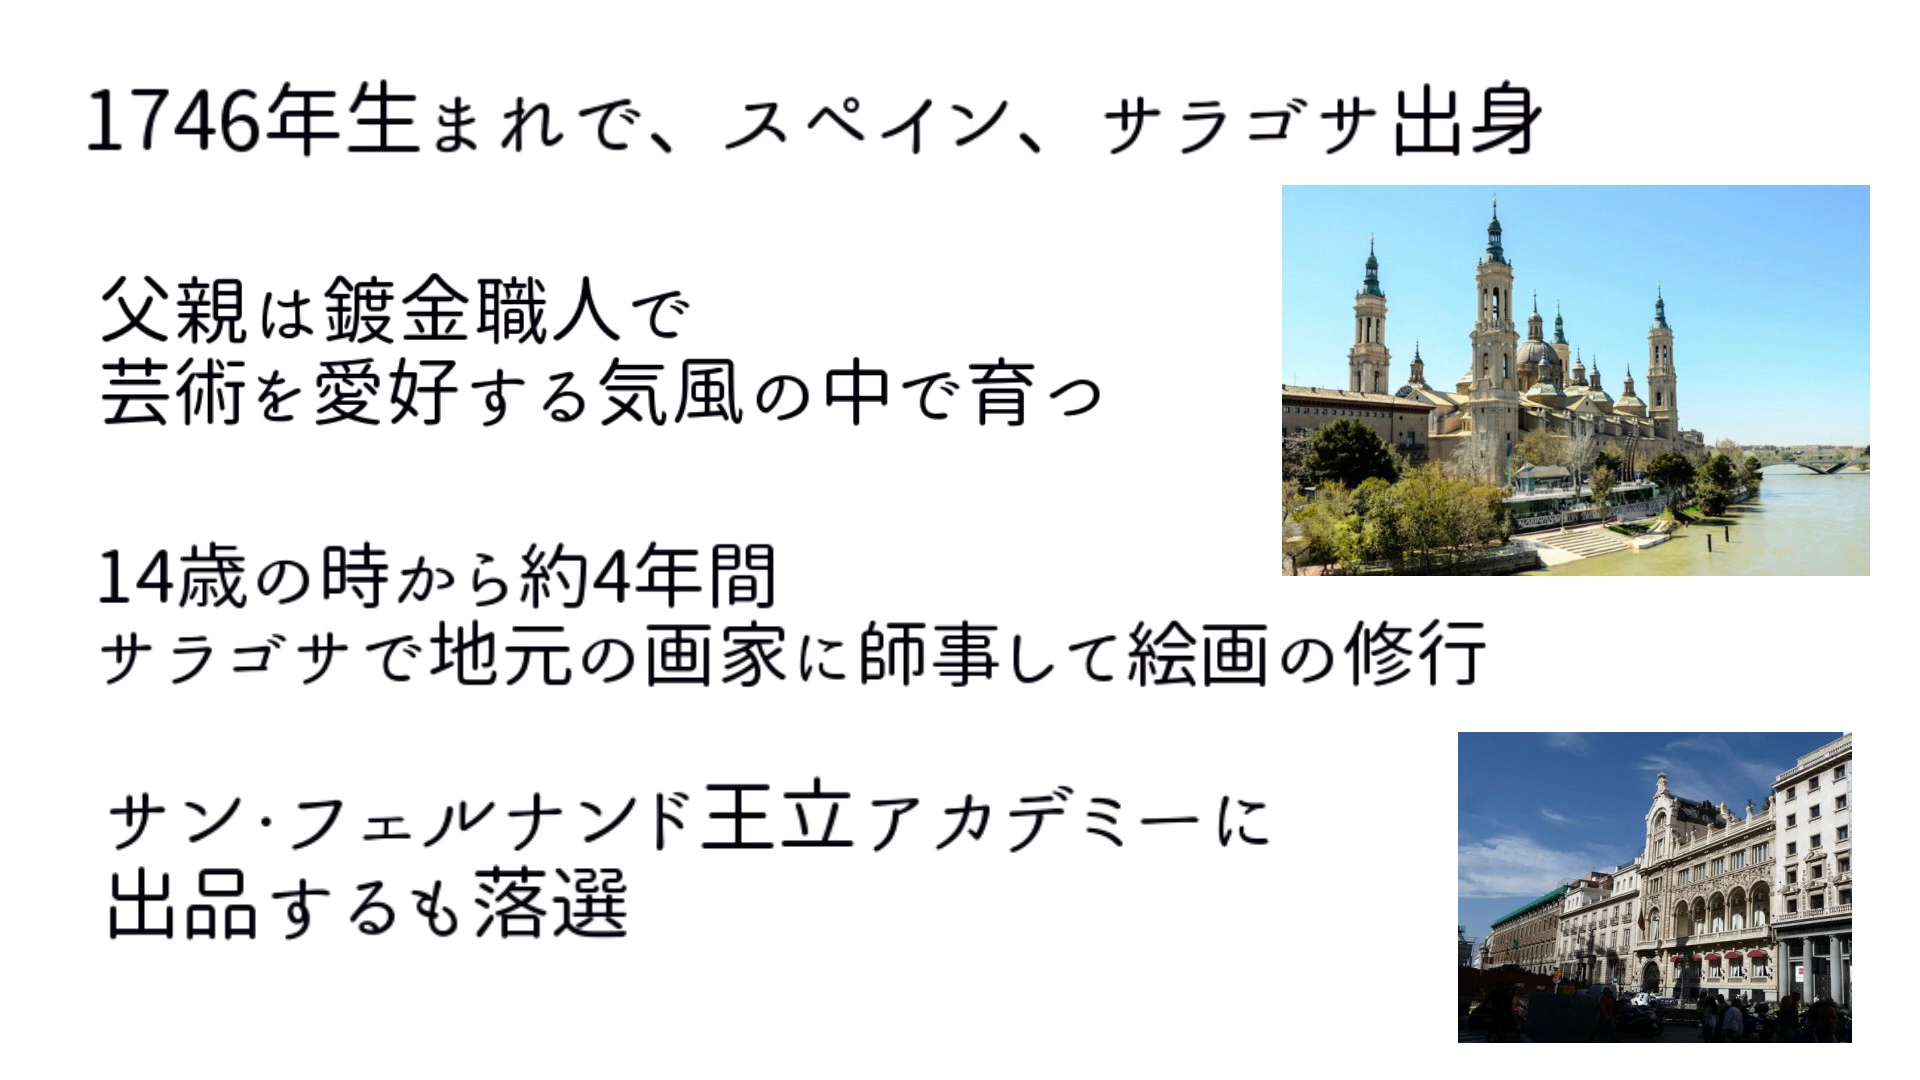 1746年生まれで、スペイン、サラゴサ出身
父親は鍍金職人で
芸術を愛好する気風の中で育つ
14歳の時から約4年間
サラゴサで地元の画家に師事して絵画の修行
サン·フェルナンド王立アカデミーに
出品するも落選